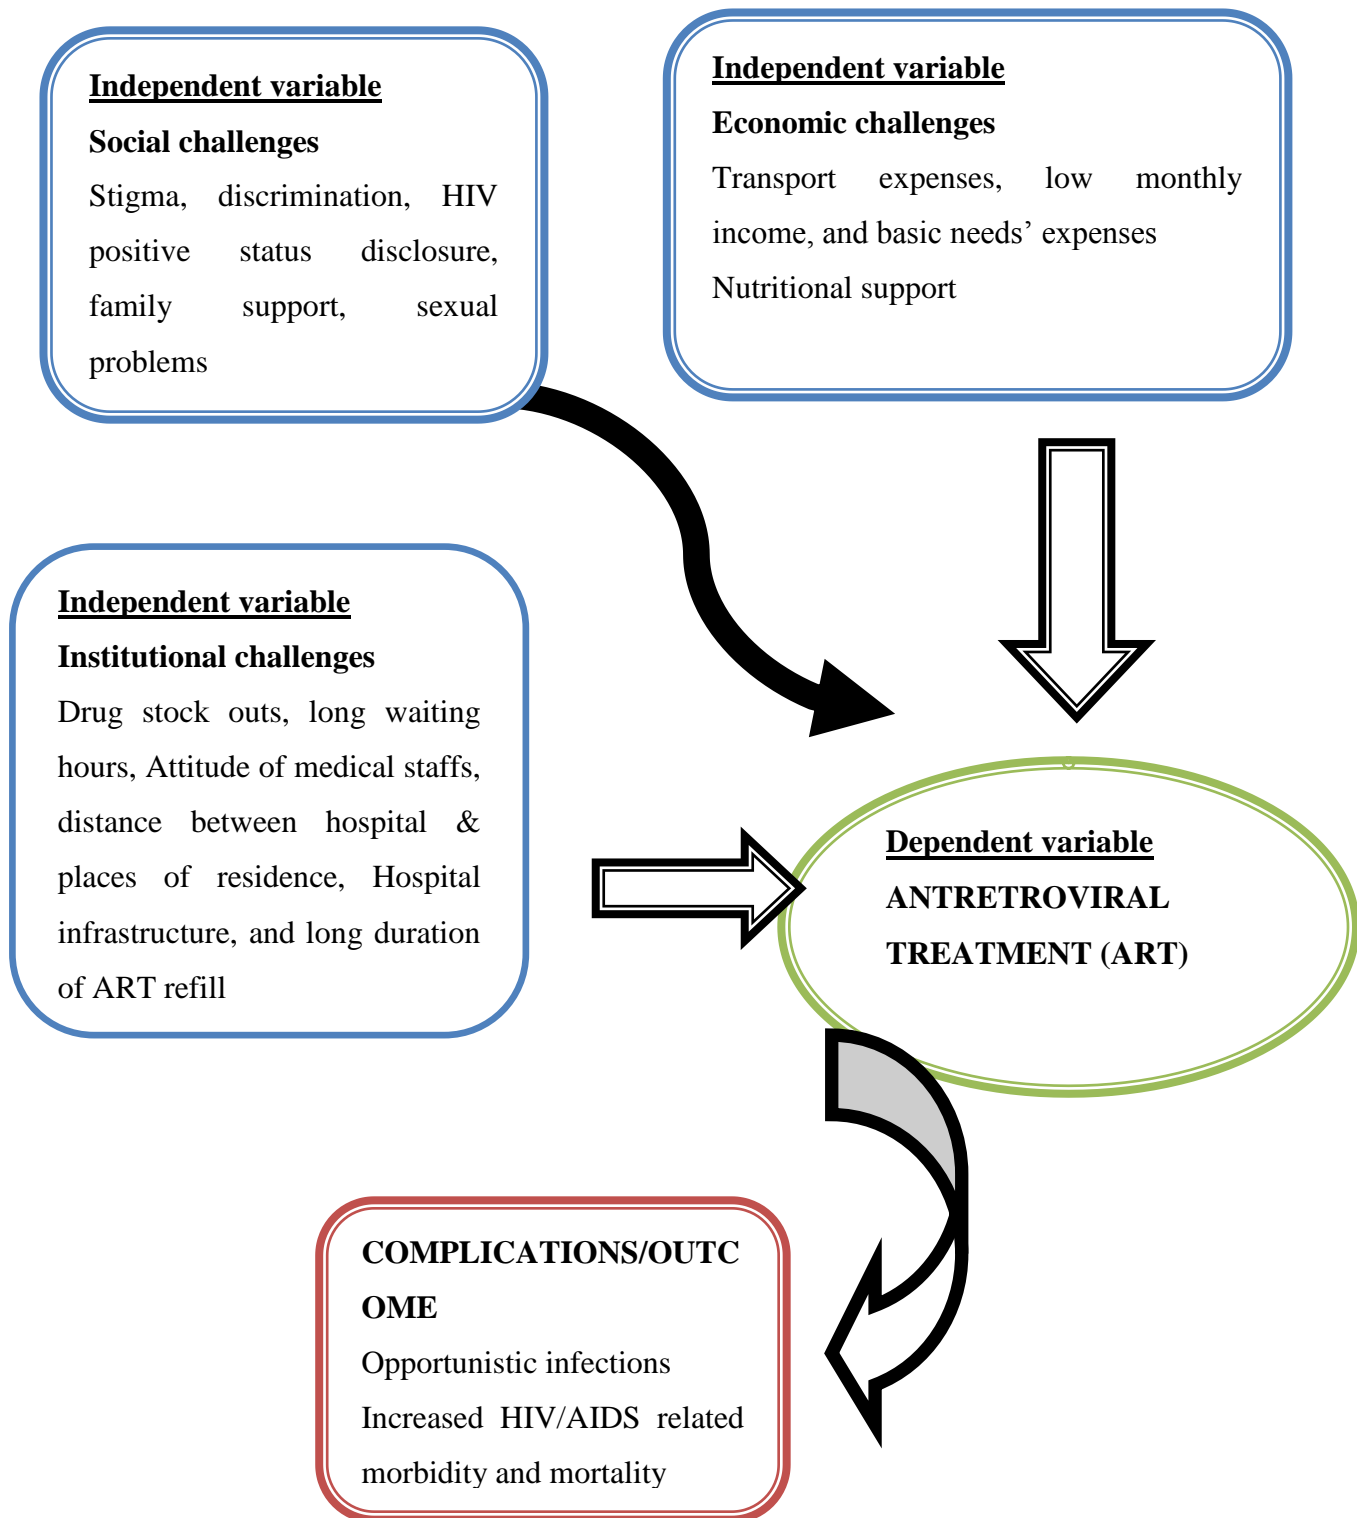 Independent variable
Social challenges
Stigma, discrimination, HIV
positive status disclosure,
family support, sexual
problems
Independent variable
Economic challenges
Transport expenses, low monthly
income, and basic needs’ expenses
Nutritional support
Independent variable
Institutional challenges
Drug stock outs, long waiting
hours, Attitude of medical staffs,
distance between hospital &
places of residence, Hospital
infrastructure, and long duration
of ART refill
Dependent variable
ANTRETROVIRAL
TREATMENT (ART)
COMPLICATIONS/OUTC
OME
Opportunistic infections
Increased HIV/AIDS related
morbidity and mortality